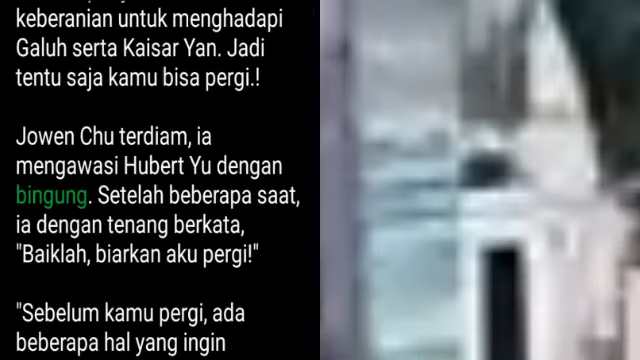 keberanian untuk menghadapi
Galuh serta Kaisar Yan. Jadi
tentu saja kamu bisa pergi.!
Jowen Chu terdiam, ia
mengawasi Hubert Yu dengan
bingung. Setelah beberapa saat,
ia dengan tenang berkata,
"Baiklah, biarkan aku pergi!"
"Sebelum kamu pergi, ada
beberapa hal yang ingin